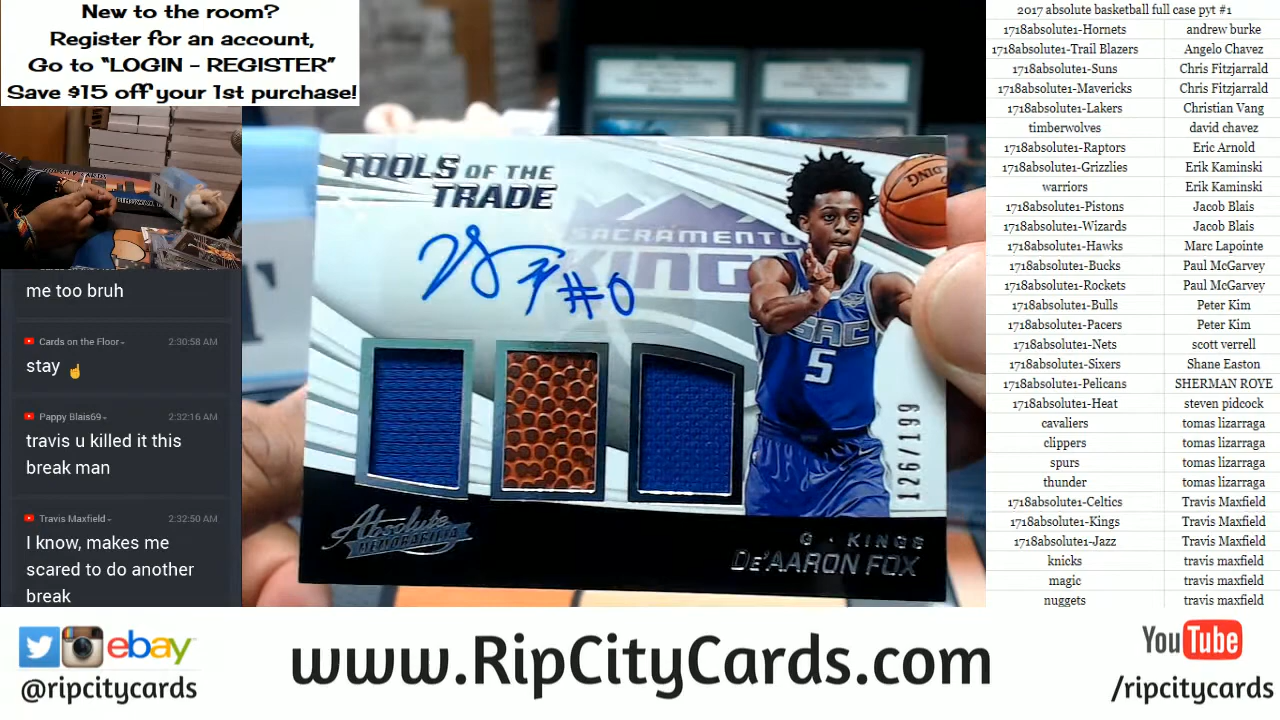 New to the room?
Register for an account,
Go to "LOGIN - REGISTER"
Save $15 off your 1st purchase!
me too bruh
Cards on the Floor
2:30:58 AM
stay ☝
Pappy Blais69
2:32:16 AM
travis u killed it this
break man
Travis Maxfield
2:32:50 AM
I know, makes me
scared to do another
break
TOOLS OF THE
TRADE
SACRAMENTO
KINGS
#0
SAC
5
126/199
Absolute
MEMORABILIA
G • KINGS
DE'AARON FOX
2017 absolute basketball full case pyt #1
1718absolute1-Hornets andrew burke
1718absolute1-Trail Blazers Angelo Chavez
1718absolute1-Suns Chris Fitzjarrald
1718absolute1-Mavericks Chris Fitzjarrald
1718absolute1-Lakers Christian Vang
timberwolves david chavez
1718absolute1-Raptors Eric Arnold
1718absolute1-Grizzlies Erik Kaminski
warriors Erik Kaminski
1718absolute1-Pistons Jacob Blais
1718absolute1-Wizards Jacob Blais
1718absolute1-Hawks Marc Lapointe
1718absolute1-Bucks Paul McGarvey
1718absolute1-Rockets Paul McGarvey
1718absolute1-Bulls Peter Kim
1718absolute1-Pacers Peter Kim
1718absolute1-Nets scott verrell
1718absolute1-Sixers Shane Easton
1718absolute1-Pelicans SHERMAN ROYE
1718absolute1-Heat steven pidcock
cavaliers tomas lizarraga
clippers tomas lizarraga
spurs tomas lizarraga
thunder tomas lizarraga
1718absolute1-Celtics Travis Maxfield
1718absolute1-Kings Travis Maxfield
1718absolute1-Jazz Travis Maxfield
knicks travis maxfield
magic travis maxfield
nuggets travis maxfield
ebay
@ripcitycards
www.RipCityCards.com
YouTube
/ripcitycards